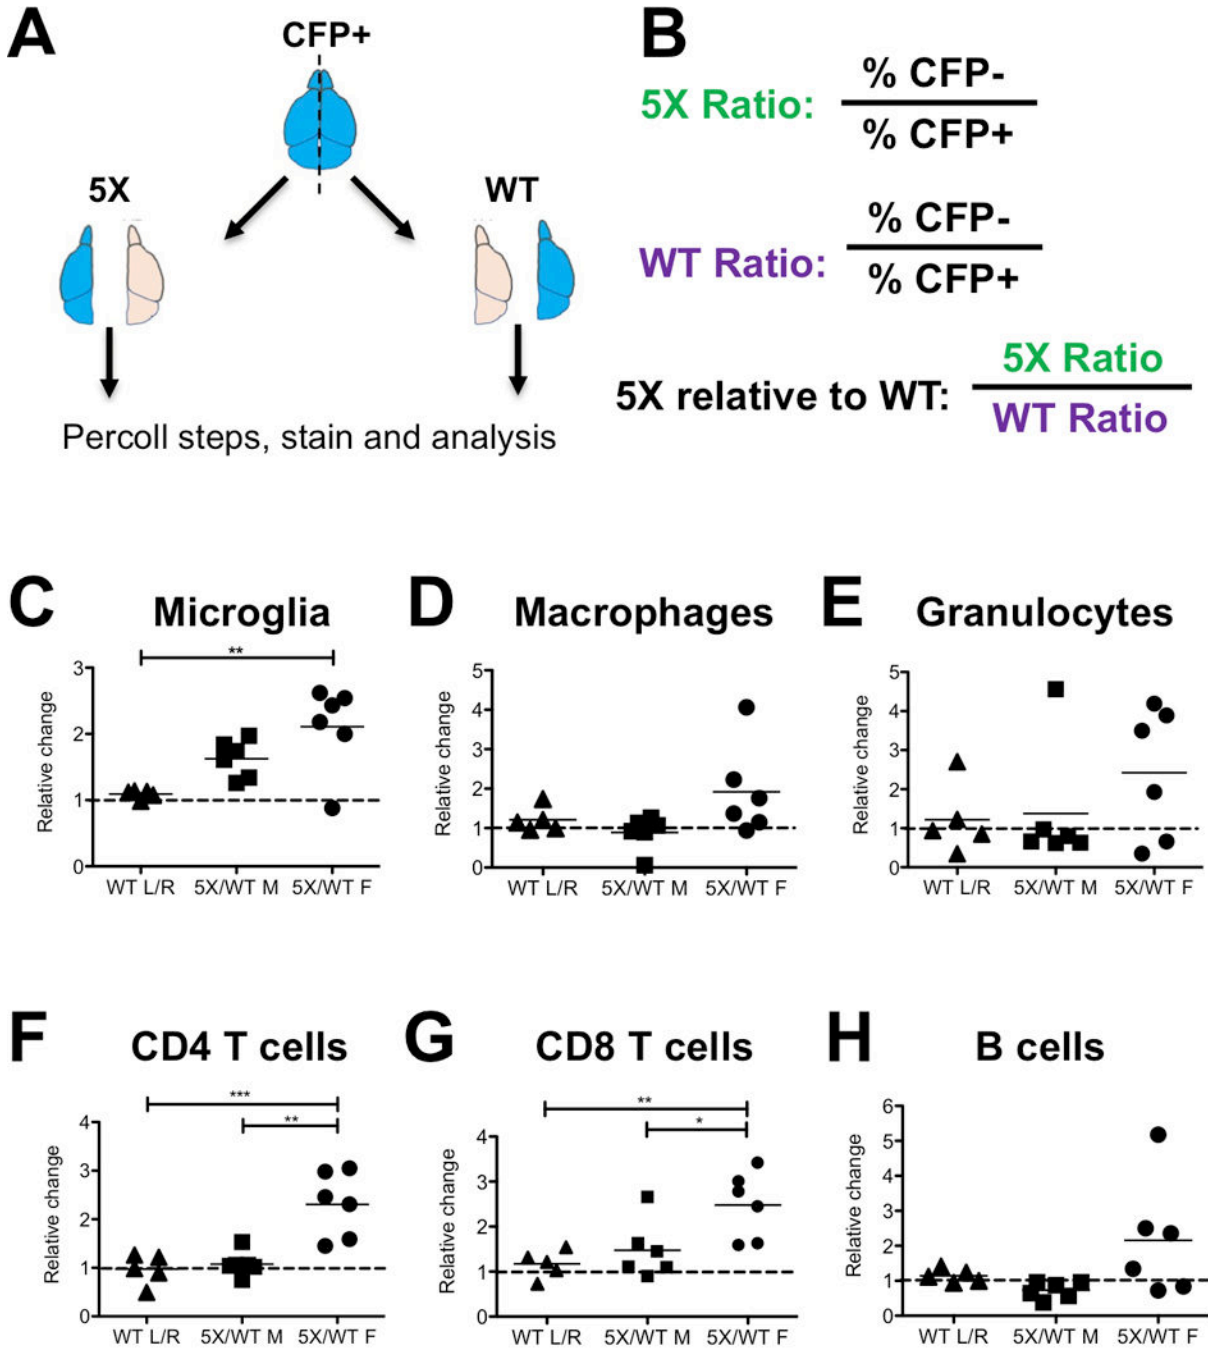 A
CFP+
5X
WT
Percoll steps, stain and analysis
B
5X Ratio:
% CFP-
% CFP+
WT Ratio:
% CFP-
% CFP+
5X relative to WT:
5X Ratio
WT Ratio
C
Microglia
**
Relative change
3
2
1
0
WT L/R 5X/WT M 5X/WT F
D
Macrophages
Relative change
5
4
3
2
1
0
WT L/R 5X/WT M 5X/WT F
E
Granulocytes
Relative change
5
4
3
2
1
0
WT L/R 5X/WT M 5X/WT F
F
CD4 T cells
***
**
Relative change
4
3
2
1
0
WT L/R 5X/WT M 5X/WT F
G
CD8 T cells
**
*
Relative change
4
3
2
1
0
WT L/R 5X/WT M 5X/WT F
H
B cells
Relative change
6
5
4
3
2
1
0
WT L/R 5X/WT M 5X/WT F